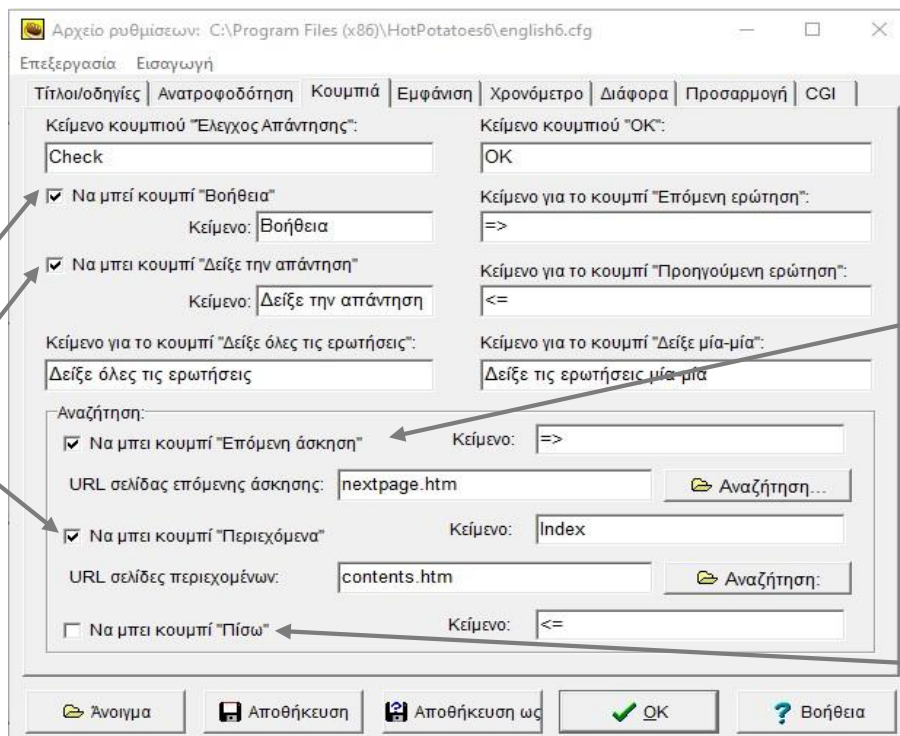 Αρχείο ρυθμίσεων: C:\Program Files (x86)\HotPotatoes6\english6.cfg
Επεξεργασία Εισαγωγή
Τίτλοι/οδηγίες Ανατροφοδότηση Κουμπιά Εμφάνιση Χρονόμετρο Διάφορα Προσαρμογή CGI
Κείμενο κουμπιού "Έλεγχος Απάντησης":
Check
Να μπεί κουμπί "Βοήθεια"
Κείμενο: Βοήθεια
Να μπει κουμπί "Δείξε την απάντηση"
Κείμενο: Δείξε την απάντηση
Κείμενο για το κουμπί "Δείξε όλες τις ερωτήσεις":
Δείξε όλες τις ερωτήσεις
Κείμενο κουμπιού "OK":
OK
Κείμενο για το κουμπί "Επόμενη ερώτηση":
=>
Κείμενο για το κουμπί "Προηγούμενη ερώτηση":
<=
Κείμενο για το κουμπί "Δείξε μία-μία":
Δείξε τις ερωτήσεις μία-μία
Αναζήτηση:
Να μπει κουμπί "Επόμενη άσκηση" Κείμενο: =>
URL σελίδας επόμενης άσκησης: nextpage.htm Αναζήτηση...
Να μπει κουμπί "Περιεχόμενα" Κείμενο: Index
URL σελίδες περιεχομένων: contents.htm Αναζήτηση:
Να μπει κουμπί "Πίσω" Κείμενο: <=
Άνοιγμα Αποθήκευση Αποθήκευση ως OK Βοήθεια